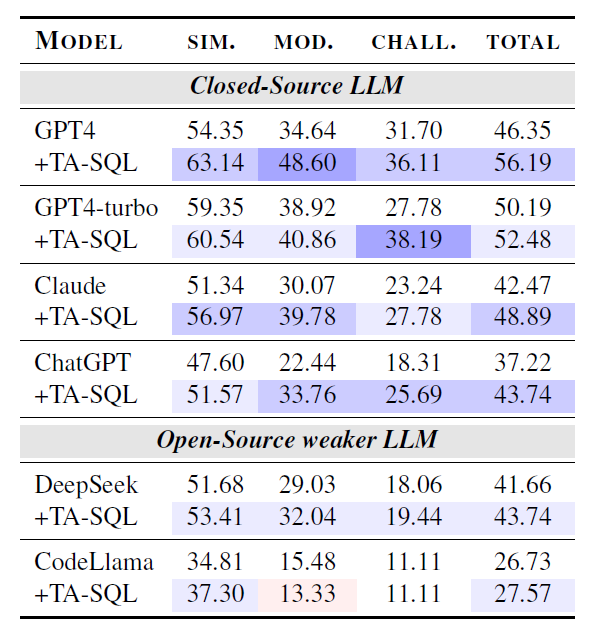 MODEL SIM. MOD. CHALL. TOTAL
Closed-Source LLM
GPT4 54.35 34.64 31.70 46.35
+TA-SQL 63.14 48.60 36.11 56.19
GPT4-turbo 59.35 38.92 27.78 50.19
+TA-SQL 60.54 40.86 38.19 52.48
Claude 51.34 30.07 23.24 42.47
+TA-SQL 56.97 39.78 27.78 48.89
ChatGPT 47.60 22.44 18.31 37.22
+TA-SQL 51.57 33.76 25.69 43.74
Open-Source weaker LLM
DeepSeek 51.68 29.03 18.06 41.66
+TA-SQL 53.41 32.04 19.44 43.74
CodeLlama 34.81 15.48 11.11 26.73
+TA-SQL 37.30 13.33 11.11 27.57